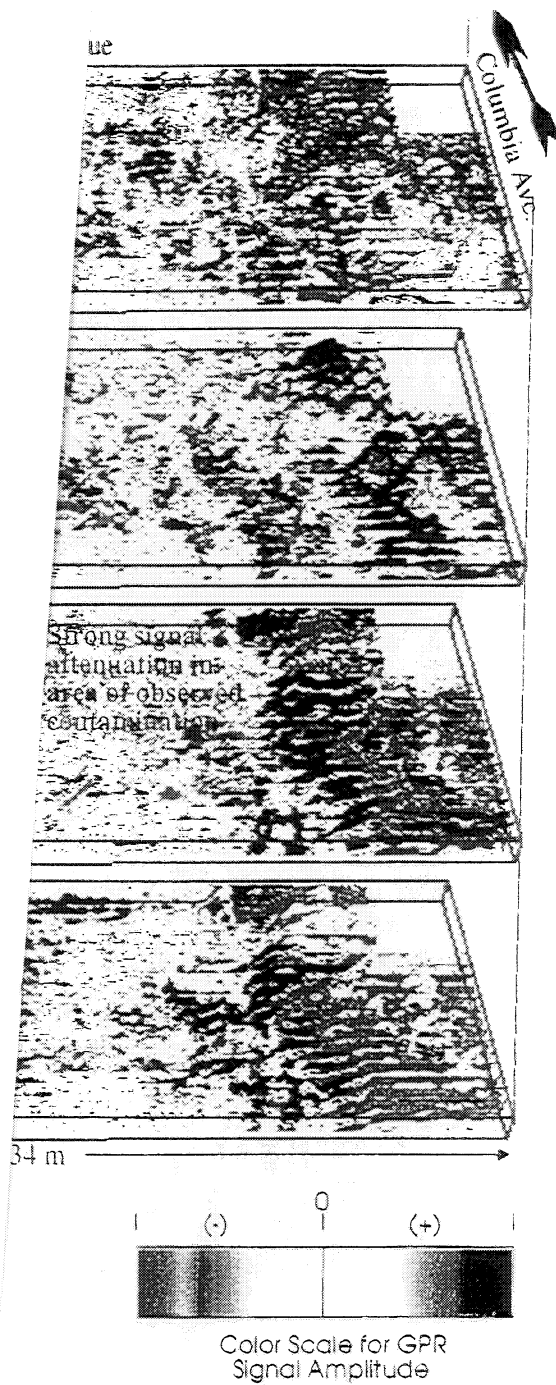 ue
Columbia Ave
Strong signal
attenuation in
area of observed
contamination
34 m
0
(-) (+)
Color Scale for GPR
Signal Amplitude